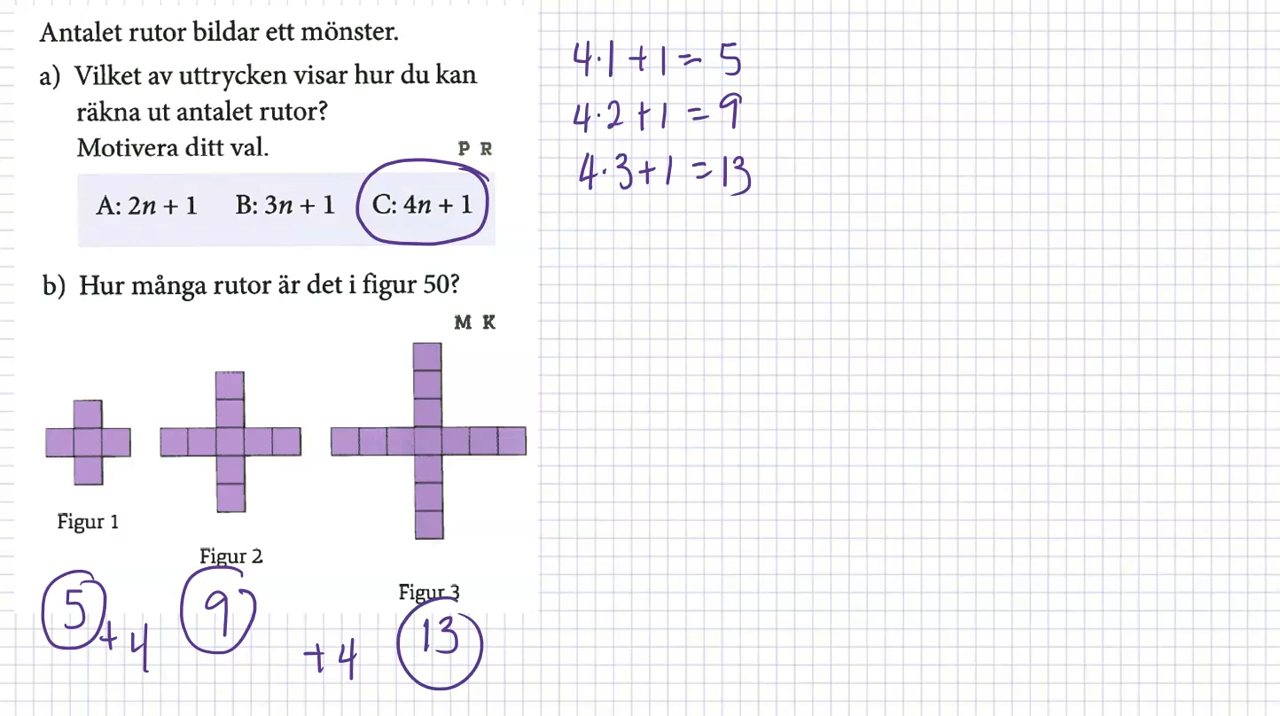 Antalet rutor bildar ett mönster.
a) Vilket av uttrycken visar hur du kan
räkna ut antalet rutor?
Motivera ditt val.
P R
A: 2n + 1 B: 3n + 1 C: 4n + 1
b) Hur många rutor är det i figur 50?
M K
Figur 1
Figur 2
Figur 3
5 +4 9 +4 13
4·1+1=5
4·2+1=9
4·3+1=13